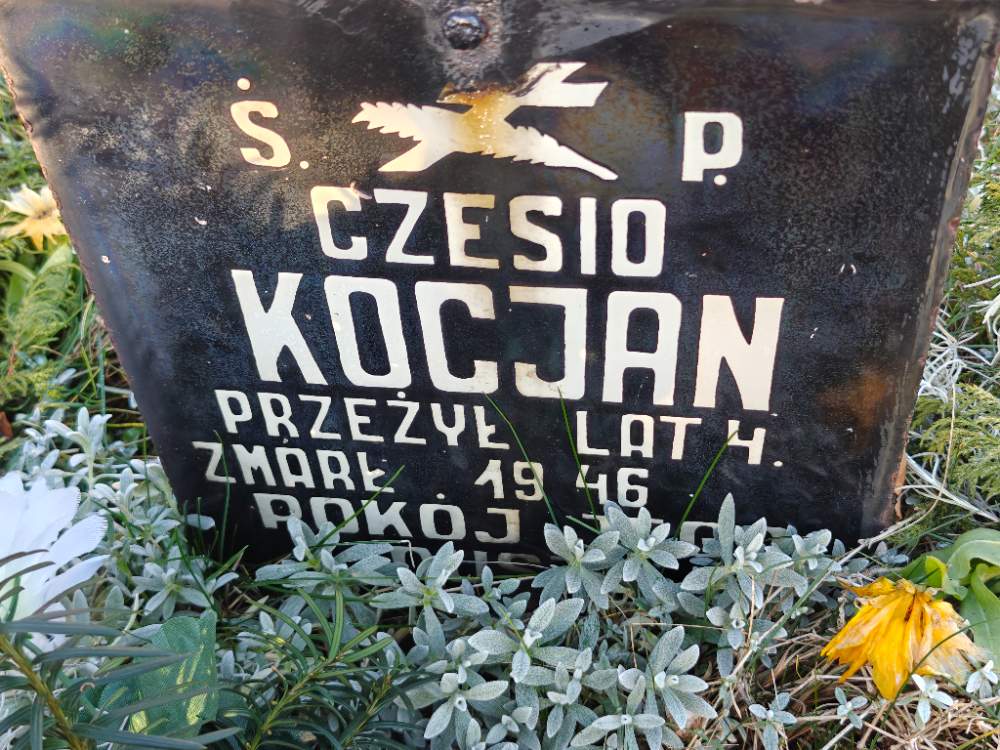 Ś. P.
CZESIO
KOCJAN
PRZEŻYŁ LAT 4.
ZMARŁ 1946
POKÓJ